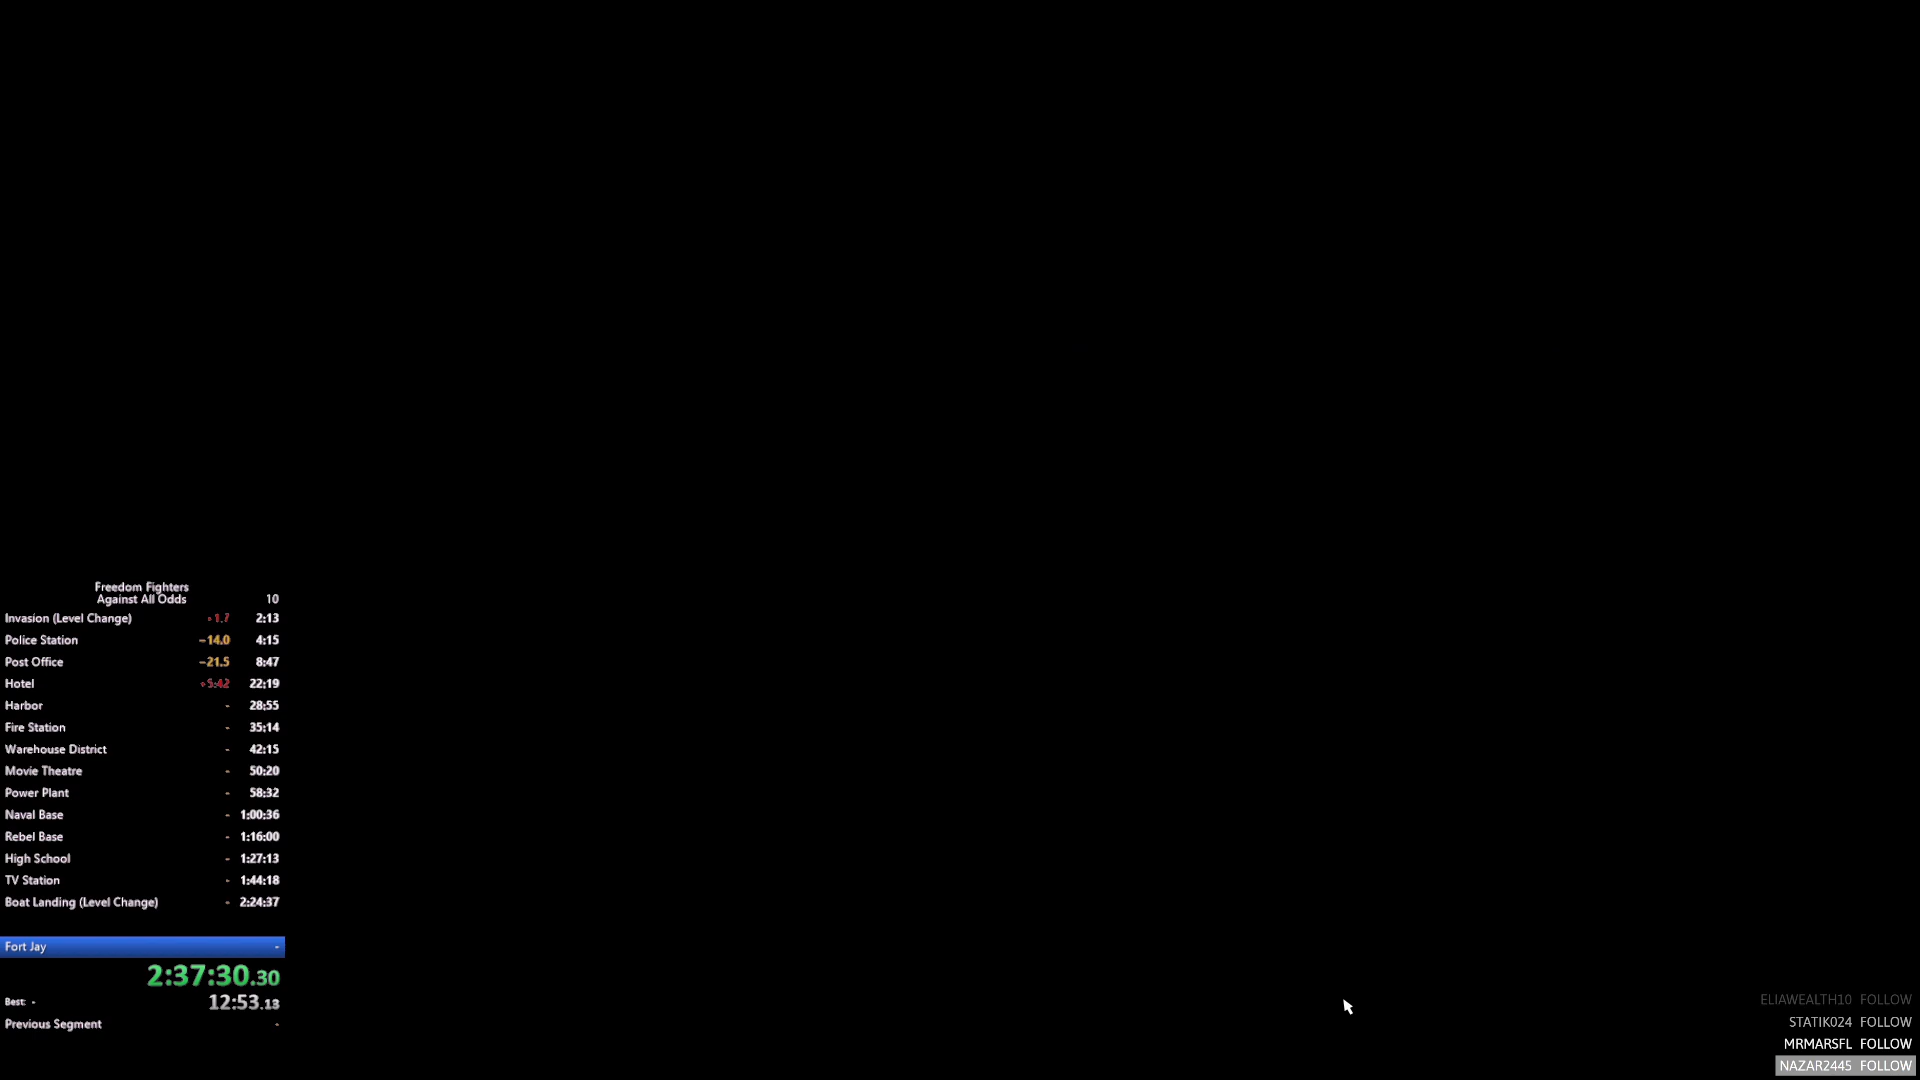 Freedom Fighters
Against All Odds 10
Invasion (Level Change) +1.7 2:13
Police Station −14.0 4:15
Post Office −21.5 8:47
Hotel +5:42 22:19
Harbor - 28:55
Fire Station - 35:14
Warehouse District - 42:15
Movie Theatre - 50:20
Power Plant - 58:32
Naval Base - 1:00:36
Rebel Base - 1:16:00
High School - 1:27:13
TV Station - 1:44:18
Boat Landing (Level Change) - 2:24:37
Fort Jay -
2:37:30.30
Best: - 12:53.13
Previous Segment -
ELIAWEALTH10 FOLLOW
STATIK024 FOLLOW
MRMARSFL FOLLOW
NAZAR2445 FOLLOW